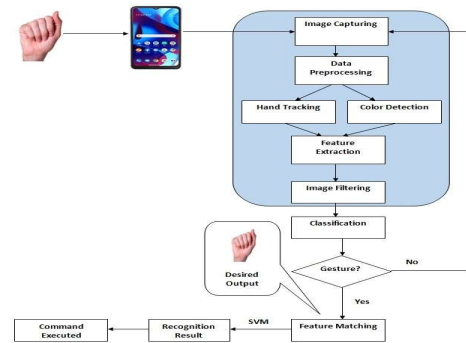 Image Capturing
Data
Preprocessing
Hand Tracking
Color Detection
Feature
Extraction
Image Filtering
Classification
Gesture?
No
Desired
Output
Yes
Feature Matching
SVM
Recognition
Result
Command
Executed